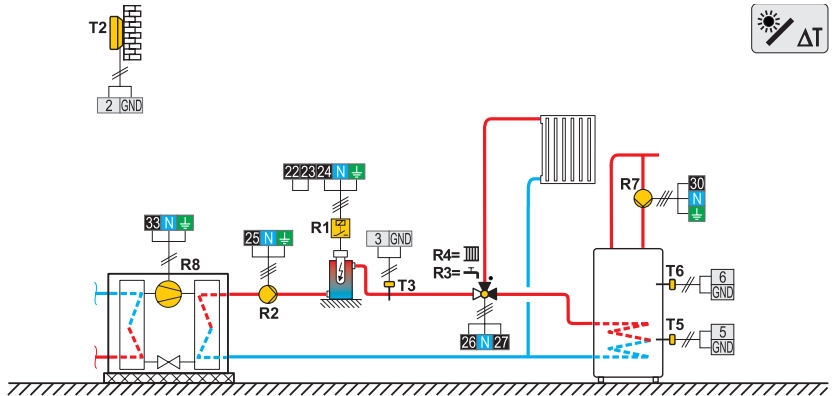 T2
2 GND
ΔT
22 23 24 N
30
N
R7
33 N
25 N
R1
3 GND
R8
R4=
R3=
T6
6
GND
T3
R2
T5
5
GND
26 N 27